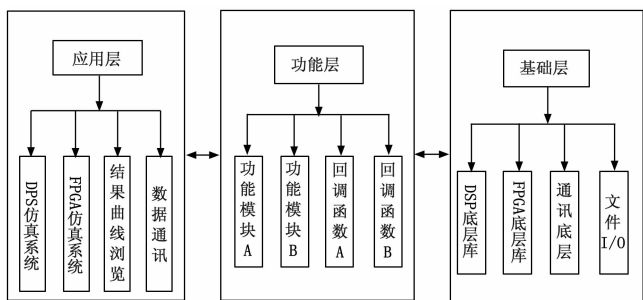 应用层
DPS仿真系统
FPGA仿真系统
结果曲线浏览
数据通讯
功能层
功能模块A
功能模块B
回调函数A
回调函数B
基础层
DSP底层库
FPGA底层库
通讯底层
文件I/O